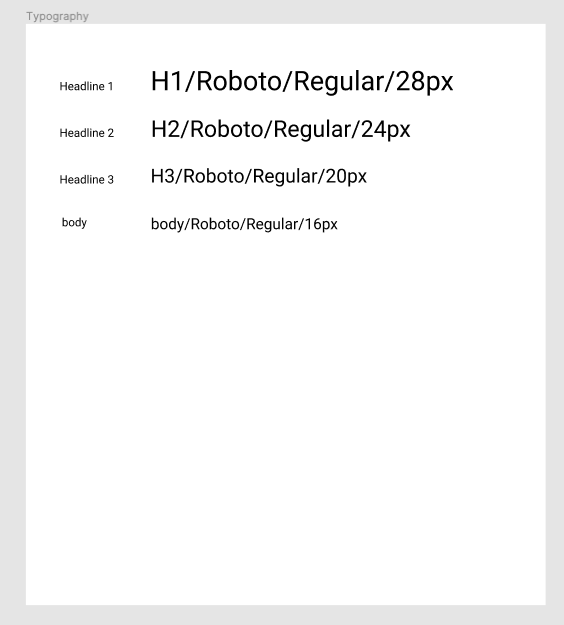 Typography
Headline 1 H1/Roboto/Regular/28px
Headline 2 H2/Roboto/Regular/24px
Headline 3 H3/Roboto/Regular/20px
body body/Roboto/Regular/16px